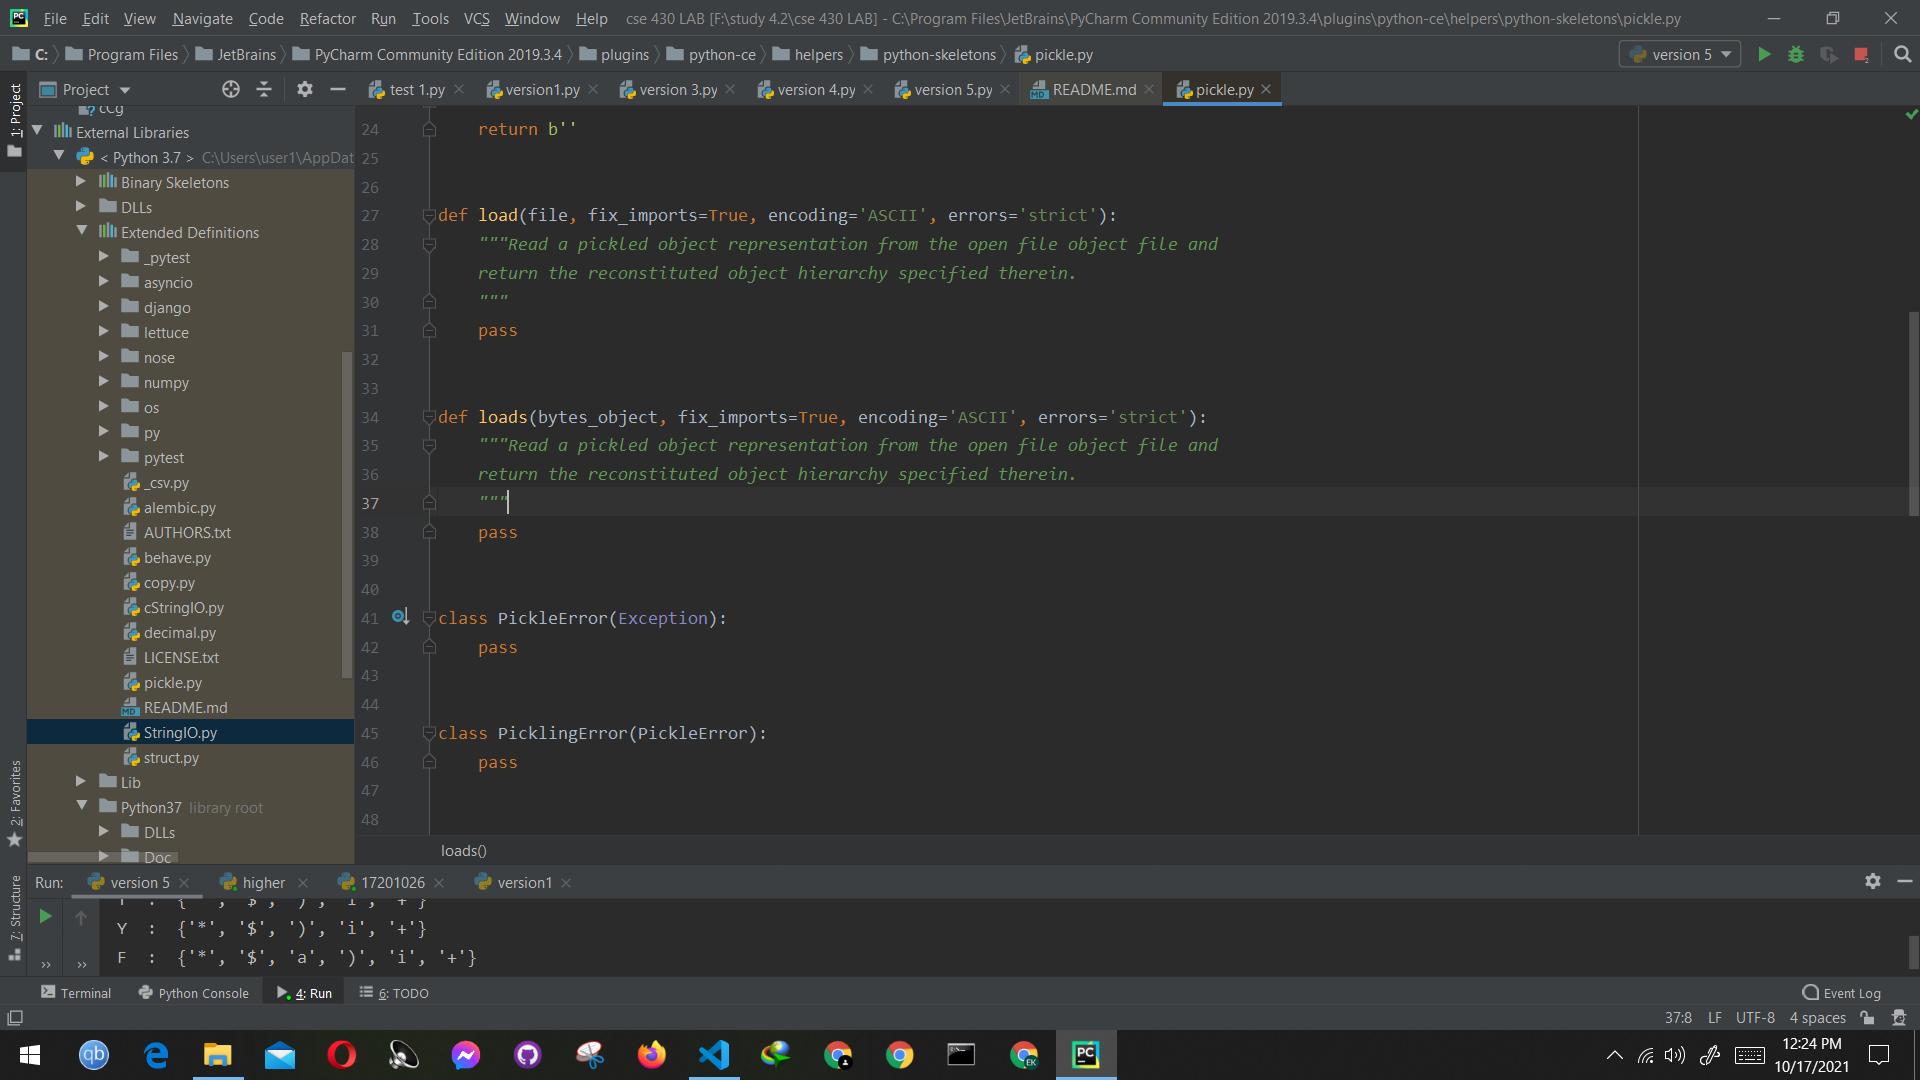 File Edit View Navigate Code Refactor Run Tools VCS Window Help cse 430 LAB [F:\study 4.2\cse 430 LAB] - C:\Program Files\JetBrains\PyCharm Community Edition 2019.3.4\plugins\python-ce\helpers\python-skeletons\pickle.py
C: Program Files JetBrains PyCharm Community Edition 2019.3.4 plugins python-ce helpers python-skeletons pickle.py version 5
Project test 1.py version1.py version 3.py version 4.py version 5.py README.md pickle.py
1: Project
External Libraries
< Python 3.7 > C:\Users\user1\AppDat
Binary Skeletons
DLLs
Extended Definitions
_pytest
asyncio
django
lettuce
nose
numpy
os
py
pytest
_csv.py
alembic.py
AUTHORS.txt
behave.py
copy.py
cStringIO.py
decimal.py
LICENSE.txt
pickle.py
README.md
StringIO.py
struct.py
Lib
Python37 library root
DLLs
Doc
2: Favorites
7: Structure
24 return b''
25
26
27 def load(file, fix_imports=True, encoding='ASCII', errors='strict'):
28 """Read a pickled object representation from the open file object file and
29 return the reconstituted object hierarchy specified therein.
30 """
31 pass
32
33
34 def loads(bytes_object, fix_imports=True, encoding='ASCII', errors='strict'):
35 """Read a pickled object representation from the open file object file and
36 return the reconstituted object hierarchy specified therein.
37 """
38 pass
39
40
41 class PickleError(Exception):
42 pass
43
44
45 class PicklingError(PickleError):
46 pass
47
48
loads()
Run: version 5 higher 17201026 version1
Y : {'*', '$', ')', 'i', '+'}
F : {'*', '$', 'a', ')', 'i', '+'}
Terminal Python Console 4: Run 6: TODO Event Log
37:8 LF UTF-8 4 spaces
12:24 PM
10/17/2021